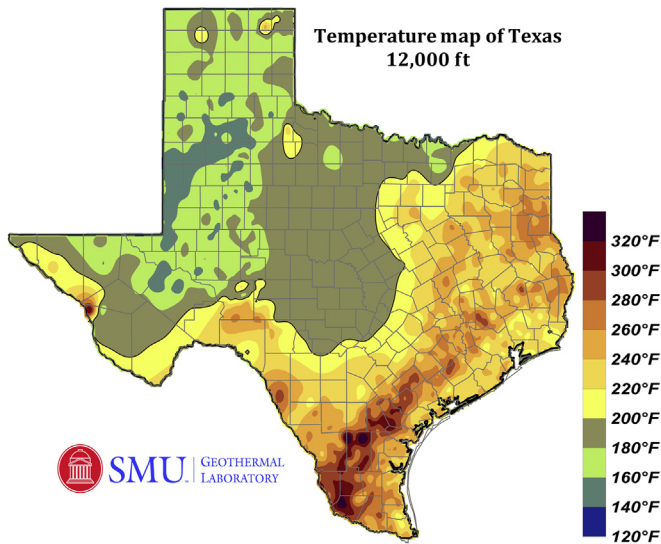 Temperature map of Texas
12,000 ft
320°F
300°F
280°F
260°F
240°F
220°F
200°F
180°F
160°F
140°F
120°F
SMU | GEOTHERMAL
LABORATORY